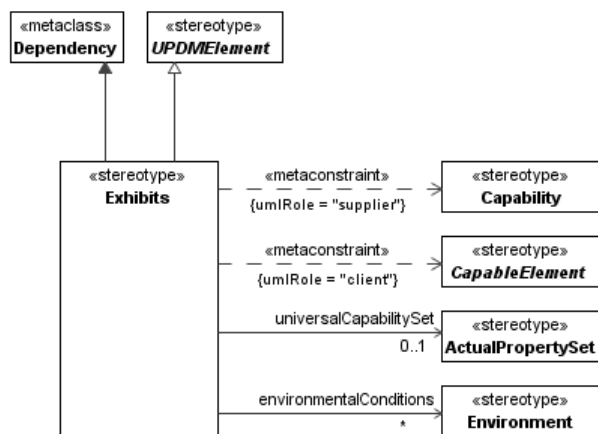 «metaclass»
Dependency
«stereotype»
UPDMElement
«stereotype»
Exhibits
«metaconstraint»
{umlRole = "supplier"}
«stereotype»
Capability
«metaconstraint»
{umlRole = "client"}
«stereotype»
CapableElement
universalCapabilitySet
0..1
«stereotype»
ActualPropertySet
environmentalConditions
*
«stereotype»
Environment